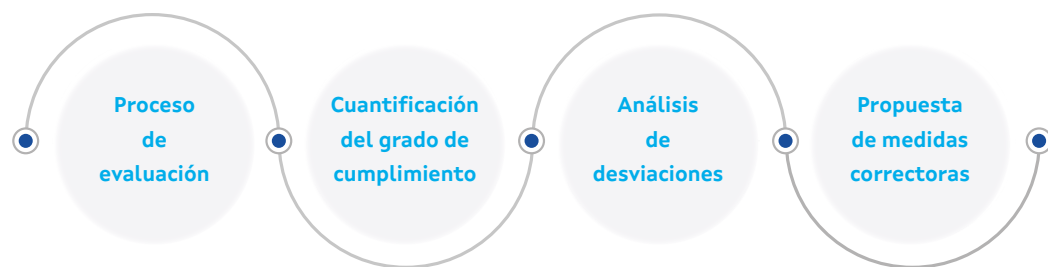 Proceso
de
evaluación
Cuantificación
del grado de
cumplimiento
Análisis
de
desviaciones
Propuesta
de medidas
correctoras